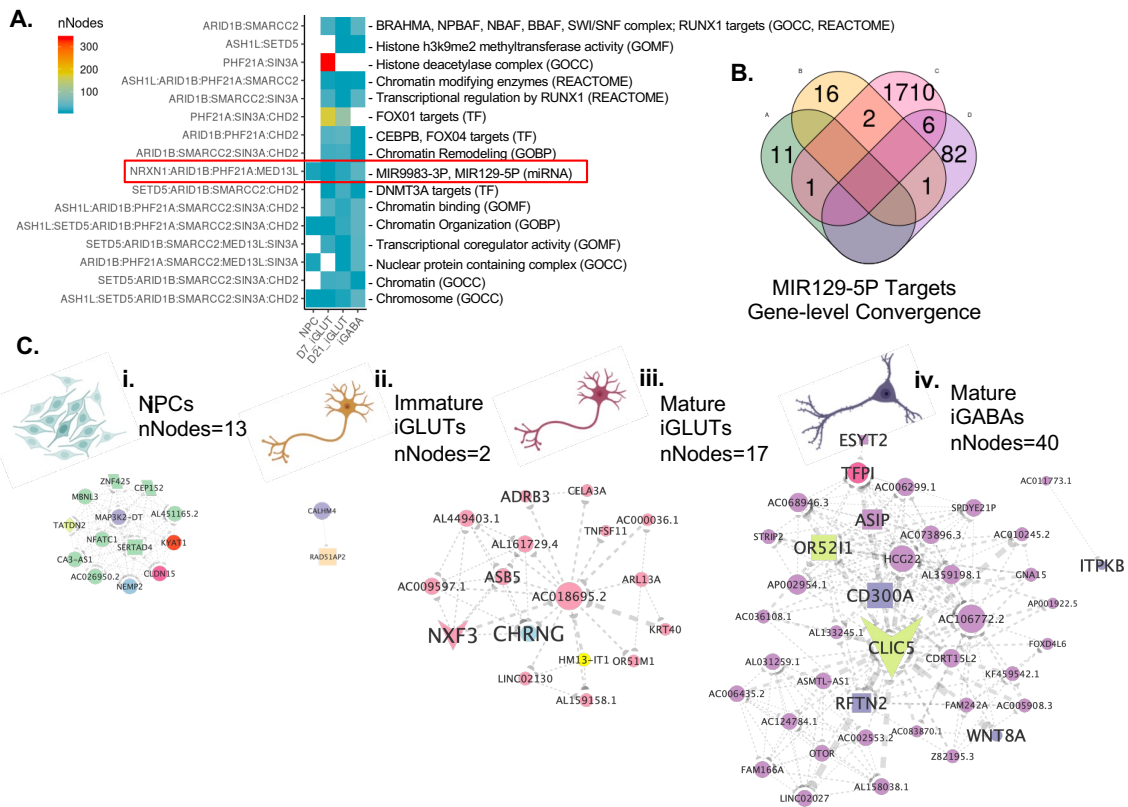 A.
nNodes
300
200
100
ARID1B:SMARCC2 - BRAHMA, NPBAF, NBAF, BBAF, SWI/SNF complex; RUNX1 targets (GOCC, REACTOME)
ASH1L:SETD5 - Histone h3k9me2 methyltransferase activity (GOMF)
PHF21A:SIN3A - Histone deacetylase complex (GOCC)
ASH1L:ARID1B:PHF21A:SMARCC2 - Chromatin modifying enzymes (REACTOME)
ARID1B:SMARCC2:SIN3A - Transcriptional regulation by RUNX1 (REACTOME)
PHF21A:SIN3A:CHD2 - FOX01 targets (TF)
ARID1B:PHF21A:CHD2 - CEBPB, FOX04 targets (TF)
ARID1B:SMARCC2:SIN3A:CHD2 - Chromatin Remodeling (GOBP)
NRXN1:ARID1B:PHF21A:MED13L - MIR9983-3P, MIR129-5P (miRNA)
SETD5:ARID1B:SMARCC2:CHD2 - DNMT3A targets (TF)
ASH1L:ARID1B:PHF21A:SMARCC2:SIN3A:CHD2 - Chromatin binding (GOMF)
ASH1L:SETD5:ARID1B:PHF21A:SMARCC2:SIN3A:CHD2 - Chromatin Organization (GOBP)
SETD5:ARID1B:SMARCC2:MED13L:SIN3A - Transcriptional coregulator activity (GOMF)
ARID1B:PHF21A:SMARCC2:MED13L:SIN3A - Nuclear protein containing complex (GOCC)
SETD5:ARID1B:SMARCC2:SIN3A:CHD2 - Chromatin (GOCC)
ASH1L:SETD5:ARID1B:SMARCC2:SIN3A:CHD2 - Chromosome (GOCC)
NPC
D7_iGLUT
D21_iGLUT
iGABA
B.
A
B
C
D
16
1710
2
6
11
82
1
1
MIR129-5P Targets
Gene-level Convergence
C.
i.
NPCs
nNodes=13
ZNF425
CEP152
MBNL3
MAP3K2-DT
AL451165.2
TATDN2
NFATC1
SERTAD4
KYAT1
CA3-AS1
AC026950.2
NEMP2
CLDN15
ii.
Immature
iGLUTs
nNodes=2
CALHM4
RAD51AP2
iii.
Mature
iGLUTs
nNodes=17
ADRB3
CELA3A
AL449403.1
TNFSF11
AC000036.1
AL161729.4
AC009597.1
ASB5
ARL13A
AC018695.2
NXF3
CHRNG
KRT40
HM13-IT1
OR51M1
LINC02130
AL159158.1
iv.
Mature
iGABAs
nNodes=40
ESYT2
TFPI
AC011773.1
AC068946.3
AC006299.1
SPDYE21P
ASIP
STRIP2
OR52I1
AC073896.3
AC010245.2
HCG22
ITPKB
AP002954.1
AL359198.1
GNA15
CD300A
AP001922.5
AC036108.1
AC106772.2
AL133245.1
CLIC5
FOXD4L6
AL031259.1
CDRT15L2
ASMTL-AS1
KF459542.1
AC006435.2
RFTN2
FAM242A
AC005908.3
AC124784.1
AC002553.2
AC083870.1
WNT8A
OTOR
Z82195.3
FAM166A
AL158038.1
LINC02027